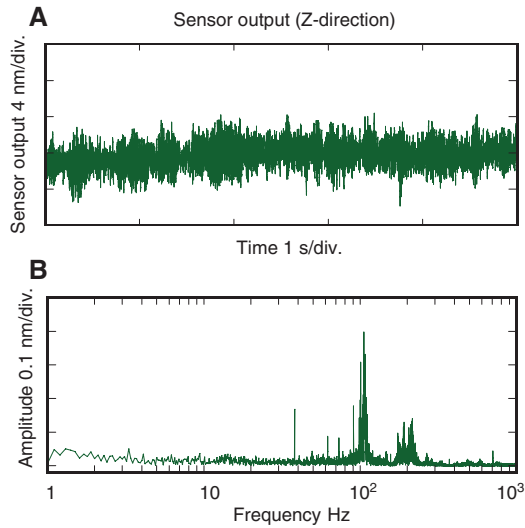 A
Sensor output (Z-direction)
Sensor output 4 nm/div.
Time 1 s/div.
B
Amplitude 0.1 nm/div.
1 10 10² 10³
Frequency Hz